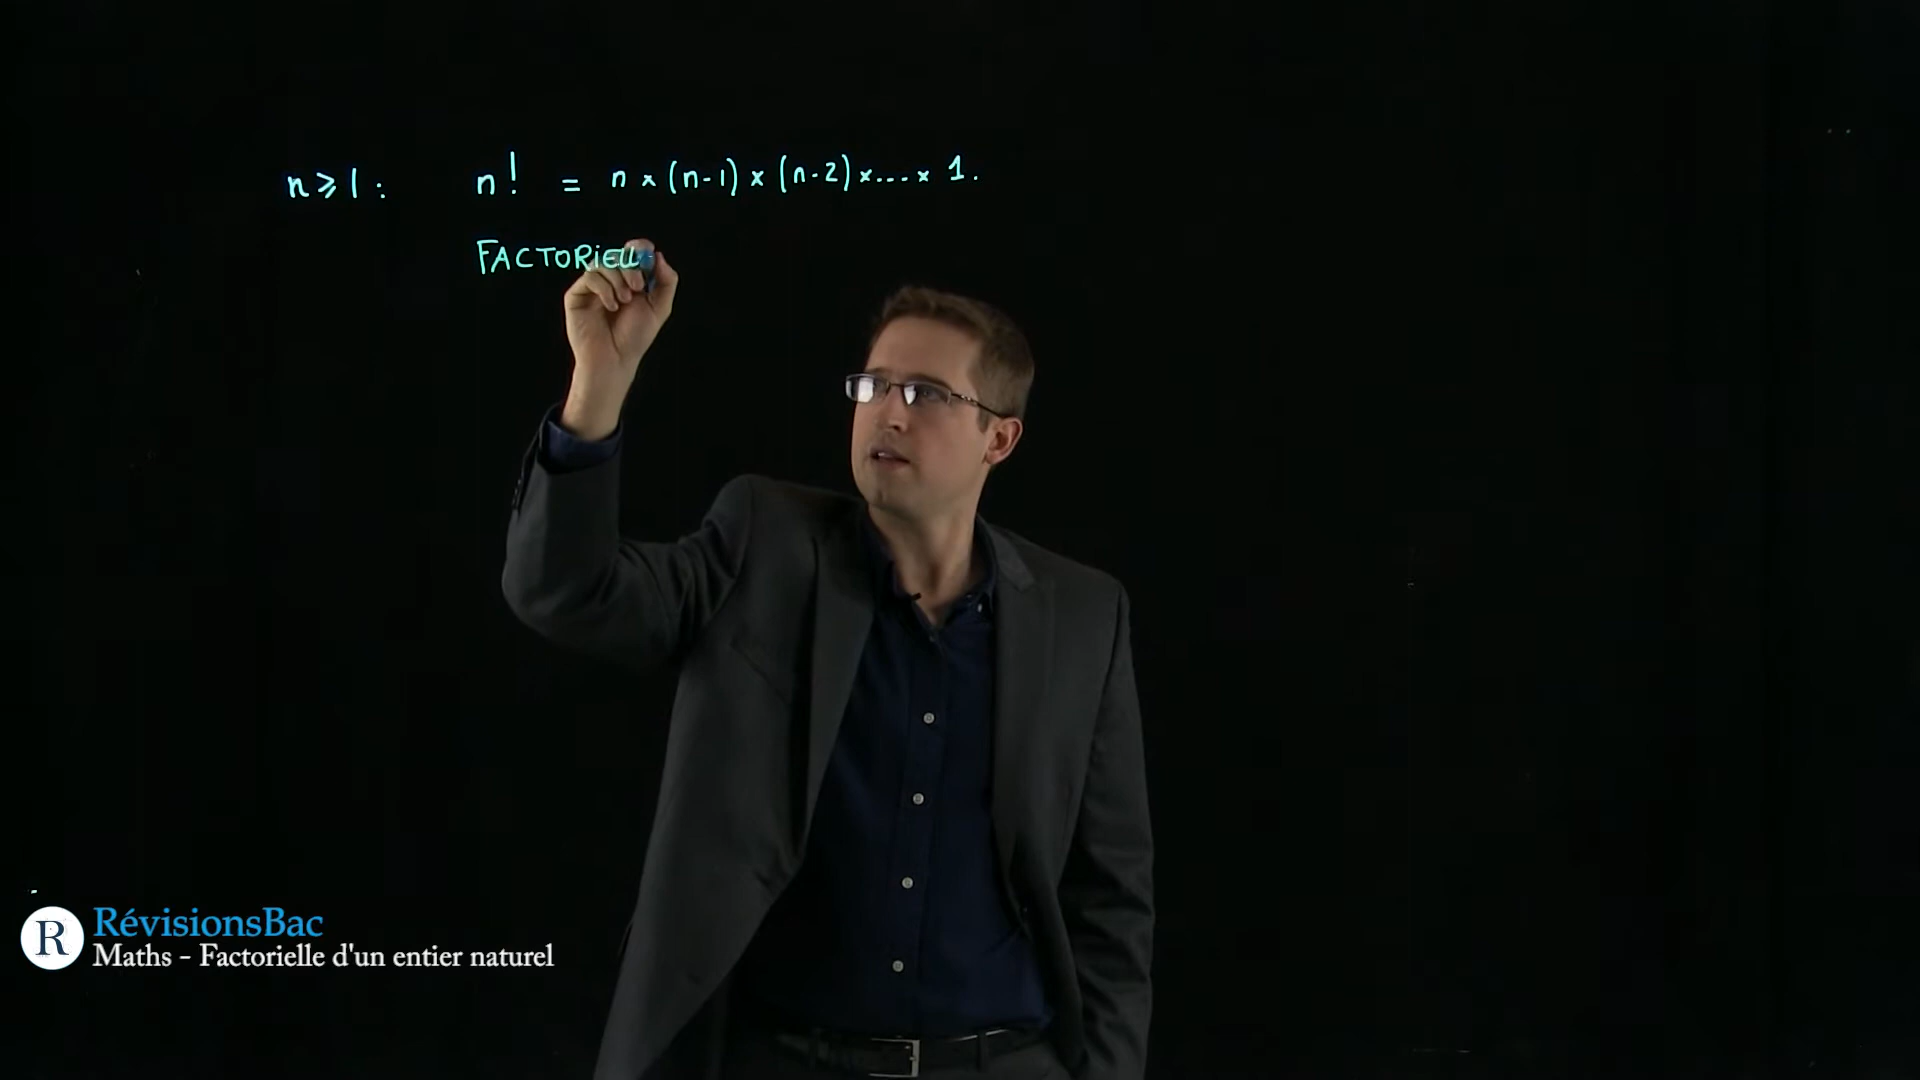 n ⩾ 1 : n! = n × (n-1) × (n-2) × ... × 1.
FACTORIELL
R RévisionsBac
Maths - Factorielle d'un entier naturel